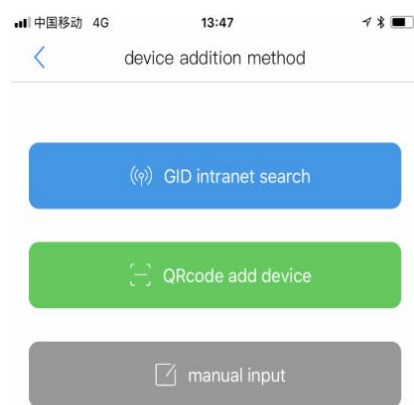 中国移动 4G 13:47
device addition method
GID intranet search
QRcode add device
manual input